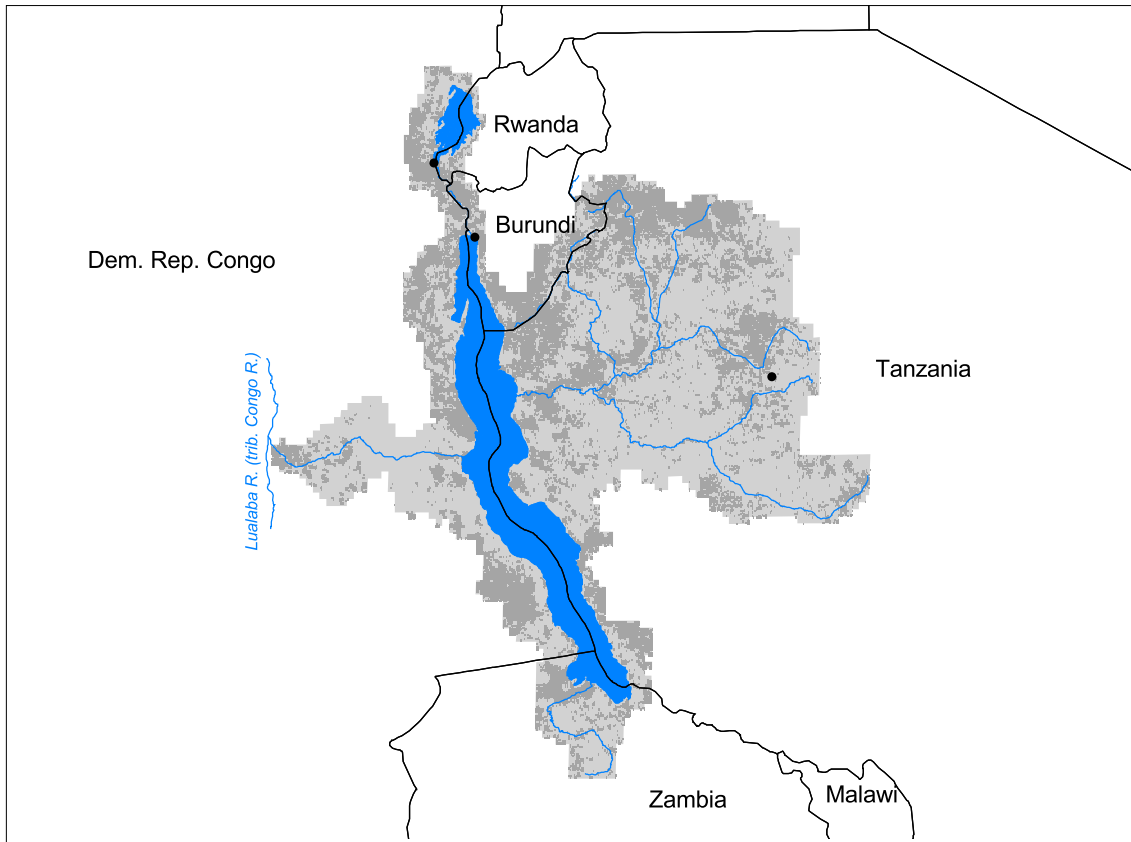 Rwanda
Burundi
Dem. Rep. Congo
Tanzania
Lualaba R. (trib. Congo R.)
Zambia
Malawi